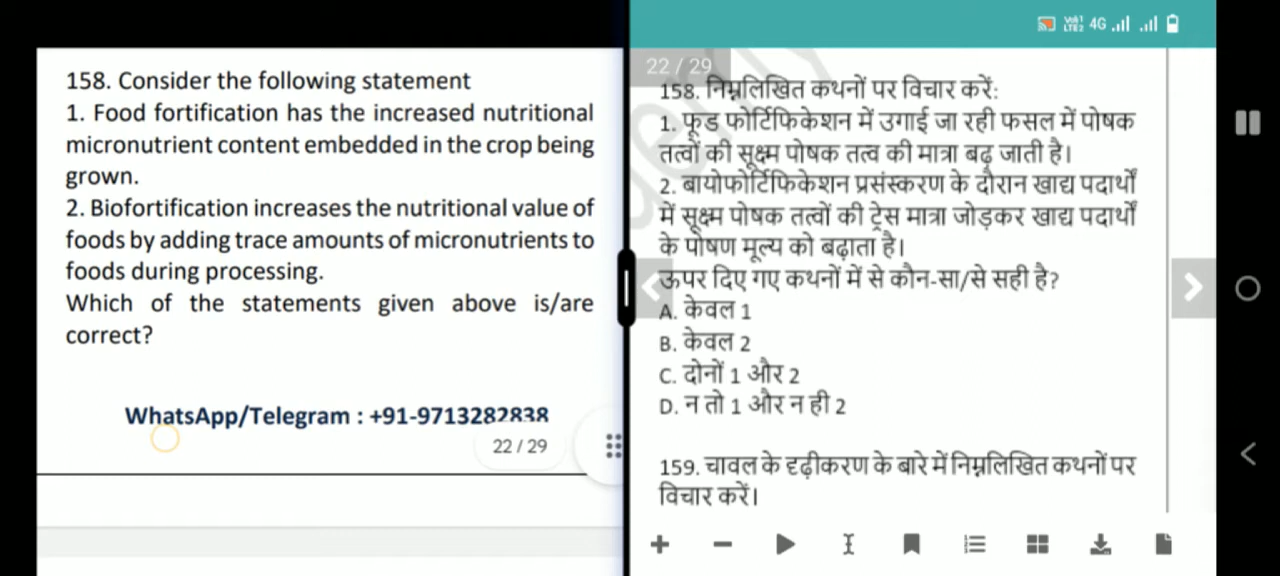 158. Consider the following statement
1. Food fortification has the increased nutritional
micronutrient content embedded in the crop being
grown.
2. Biofortification increases the nutritional value of
foods by adding trace amounts of micronutrients to
foods during processing.
Which of the statements given above is/are
correct?
WhatsApp/Telegram : +91-9713282838
22 / 29
4G
22 / 29
158. निम्नलिखित कथनों पर विचार करें:
1. फूड फोर्टिफिकेशन में उगाई जा रही फसल में पोषक
तत्वों की सूक्ष्म पोषक तत्व की मात्रा बढ़ जाती है।
2. बायोफोर्टिफिकेशन प्रसंस्करण के दौरान खाद्य पदार्थों
में सूक्ष्म पोषक तत्वों की ट्रेस मात्रा जोड़कर खाद्य पदार्थों
के पोषण मूल्य को बढ़ाता है।
ऊपर दिए गए कथनों में से कौन-सा/से सही है?
A. केवल 1
B. केवल 2
C. दोनों 1 और 2
D. न तो 1 और न ही 2
159. चावल के दृढ़ीकरण के बारे में निम्नलिखित कथनों पर
विचार करें।